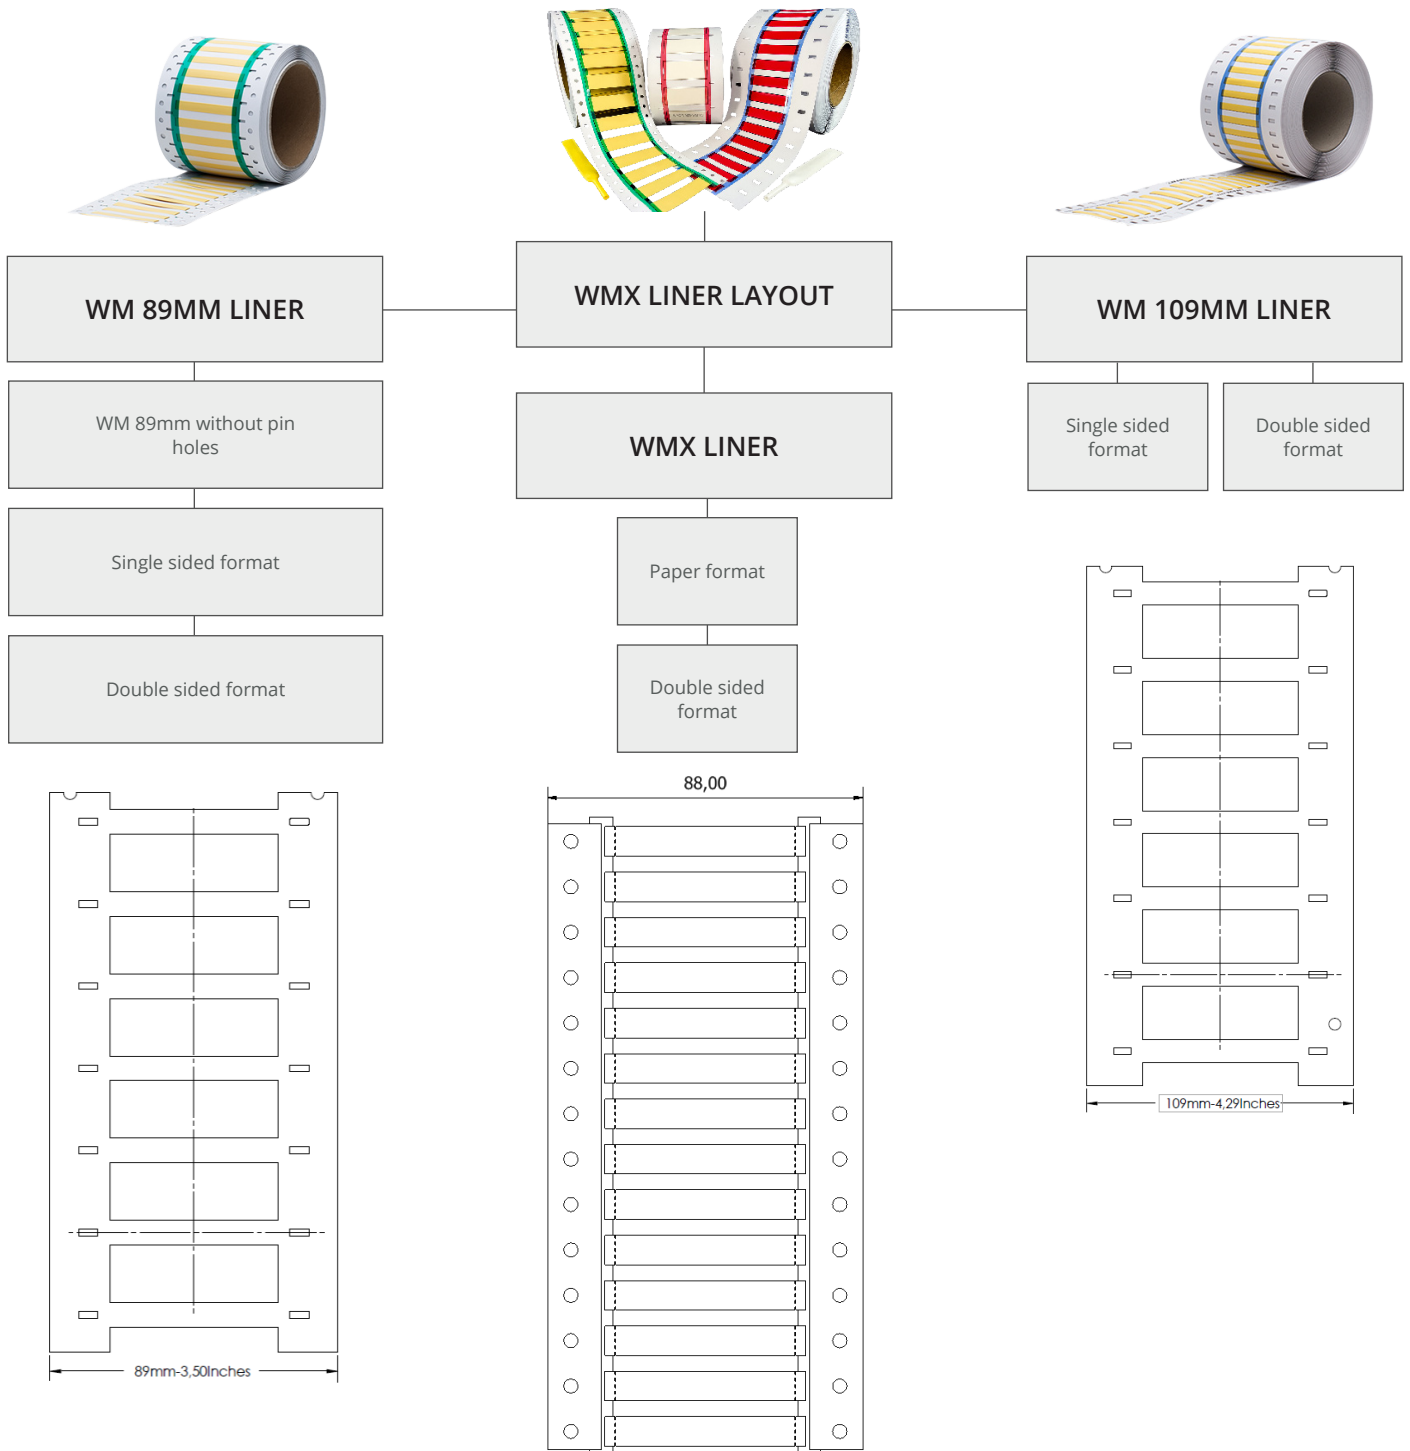 WMX LINER LAYOUT
WM 89MM LINER
WM 109MM LINER
WM 89mm without pin
holes
Single sided format
Double sided format
WMX LINER
Paper format
Double sided
format
Single sided
format
Double sided
format
88,00
89mm-3,50Inches
109mm-4,29Inches